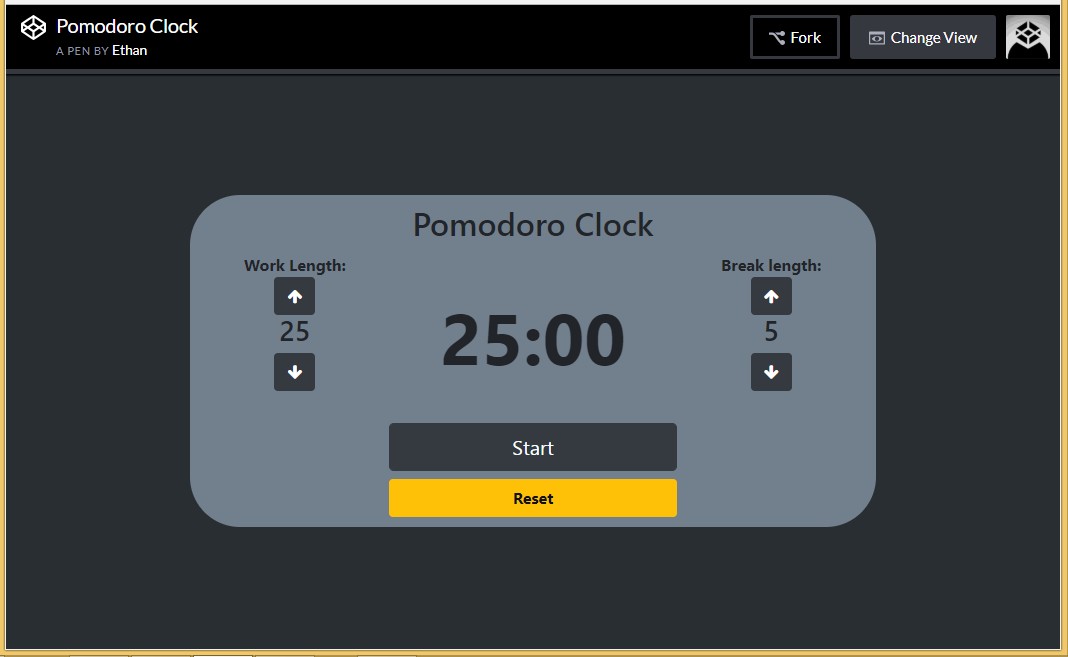 Pomodoro Clock
A PEN BY Ethan
Fork
Change View
Pomodoro Clock
Work Length:
25
25:00
Break length:
5
Start
Reset